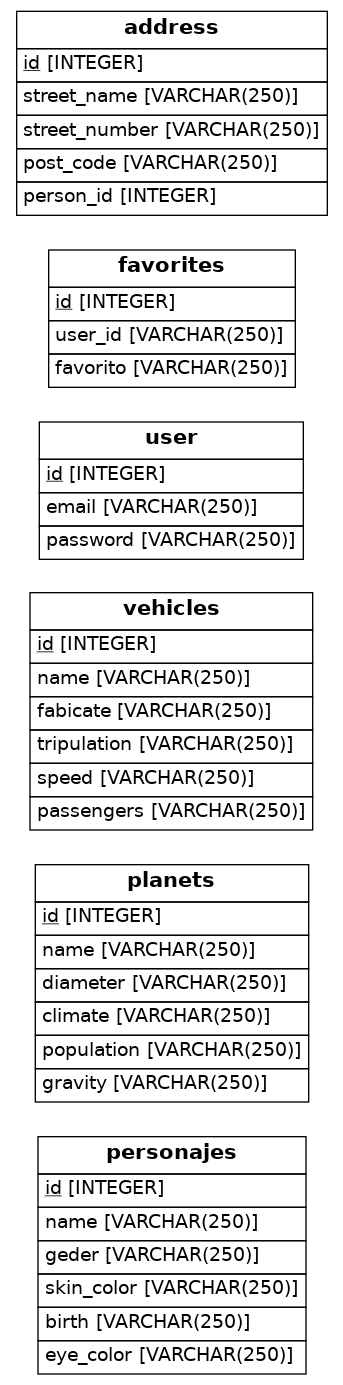 address
id [INTEGER]
street_name [VARCHAR(250)]
street_number [VARCHAR(250)]
post_code [VARCHAR(250)]
person_id [INTEGER]
favorites
id [INTEGER]
user_id [VARCHAR(250)]
favorito [VARCHAR(250)]
user
id [INTEGER]
email [VARCHAR(250)]
password [VARCHAR(250)]
vehicles
id [INTEGER]
name [VARCHAR(250)]
fabicate [VARCHAR(250)]
tripulation [VARCHAR(250)]
speed [VARCHAR(250)]
passengers [VARCHAR(250)]
planets
id [INTEGER]
name [VARCHAR(250)]
diameter [VARCHAR(250)]
climate [VARCHAR(250)]
population [VARCHAR(250)]
gravity [VARCHAR(250)]
personajes
id [INTEGER]
name [VARCHAR(250)]
geder [VARCHAR(250)]
skin_color [VARCHAR(250)]
birth [VARCHAR(250)]
eye_color [VARCHAR(250)]